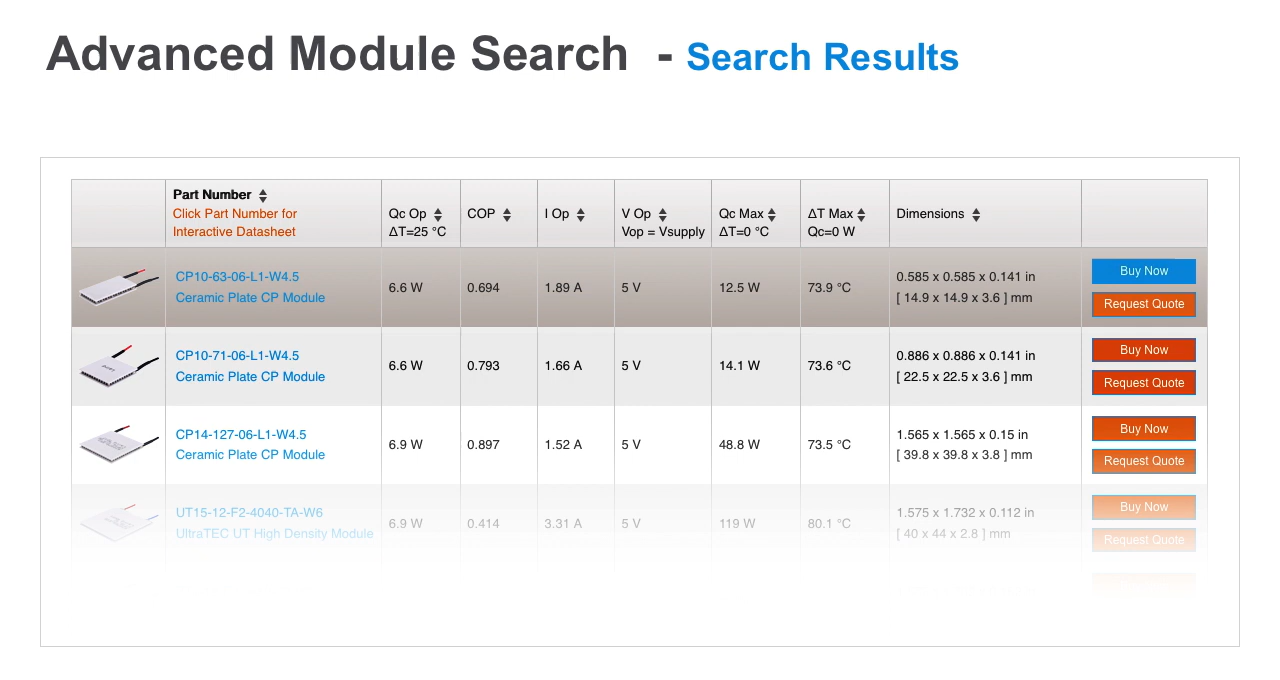 Advanced Module Search - Search Results
Part Number
Click Part Number for
Interactive Datasheet
Qc Op
ΔT=25 °C
COP
I Op
V Op
Vop = Vsupply
Qc Max
ΔT=0 °C
ΔT Max
Qc=0 W
Dimensions
CP10-63-06-L1-W4.5
Ceramic Plate CP Module
6.6 W
0.694
1.89 A
5 V
12.5 W
73.9 °C
0.585 x 0.585 x 0.141 in
[ 14.9 x 14.9 x 3.6 ] mm
Buy Now
Request Quote
CP10-71-06-L1-W4.5
Ceramic Plate CP Module
6.6 W
0.793
1.66 A
5 V
14.1 W
73.6 °C
0.886 x 0.886 x 0.141 in
[ 22.5 x 22.5 x 3.6 ] mm
Buy Now
Request Quote
CP14-127-06-L1-W4.5
Ceramic Plate CP Module
6.9 W
0.897
1.52 A
5 V
48.8 W
73.5 °C
1.565 x 1.565 x 0.15 in
[ 39.8 x 39.8 x 3.8 ] mm
Buy Now
Request Quote
UT15-12-F2-4040-TA-W6
UltraTEC UT High Density Module
6.9 W
0.414
3.31 A
5 V
119 W
80.1 °C
1.575 x 1.732 x 0.112 in
[ 40 x 44 x 2.8 ] mm
Buy Now
Request Quote